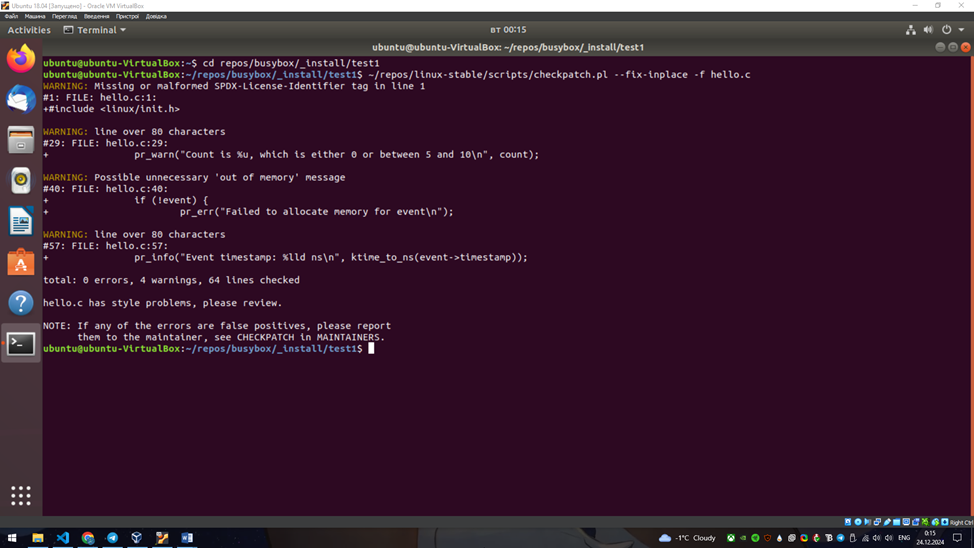 Ubuntu 18.04 [Запущено] - Oracle VM VirtualBox
Файл Машина Перегляд Введення Пристрої Довідка
Activities Terminal вт 00:15
ubuntu@ubuntu-VirtualBox: ~/repos/busybox/_install/test1
ubuntu@ubuntu-VirtualBox:~$ cd repos/busybox/_install/test1
ubuntu@ubuntu-VirtualBox:~/repos/busybox/_install/test1$ ~/repos/linux-stable/scripts/checkpatch.pl --fix-inplace -f hello.c
WARNING: Missing or malformed SPDX-License-Identifier tag in line 1
#1: FILE: hello.c:1:
+#include <linux/init.h>
WARNING: line over 80 characters
#29: FILE: hello.c:29:
+ pr_warn("Count is %u, which is either 0 or between 5 and 10\n", count);
WARNING: Possible unnecessary 'out of memory' message
#40: FILE: hello.c:40:
+ if (!event) {
+ pr_err("Failed to allocate memory for event\n");
WARNING: line over 80 characters
#57: FILE: hello.c:57:
+ pr_info("Event timestamp: %lld ns\n", ktime_to_ns(event->timestamp));
total: 0 errors, 4 warnings, 64 lines checked
hello.c has style problems, please review.
NOTE: If any of the errors are false positives, please report
them to the maintainer, see CHECKPATCH in MAINTAINERS.
ubuntu@ubuntu-VirtualBox:~/repos/busybox/_install/test1$
Right Ctrl
-1°C Cloudy ENG 0:15
24.12.2024